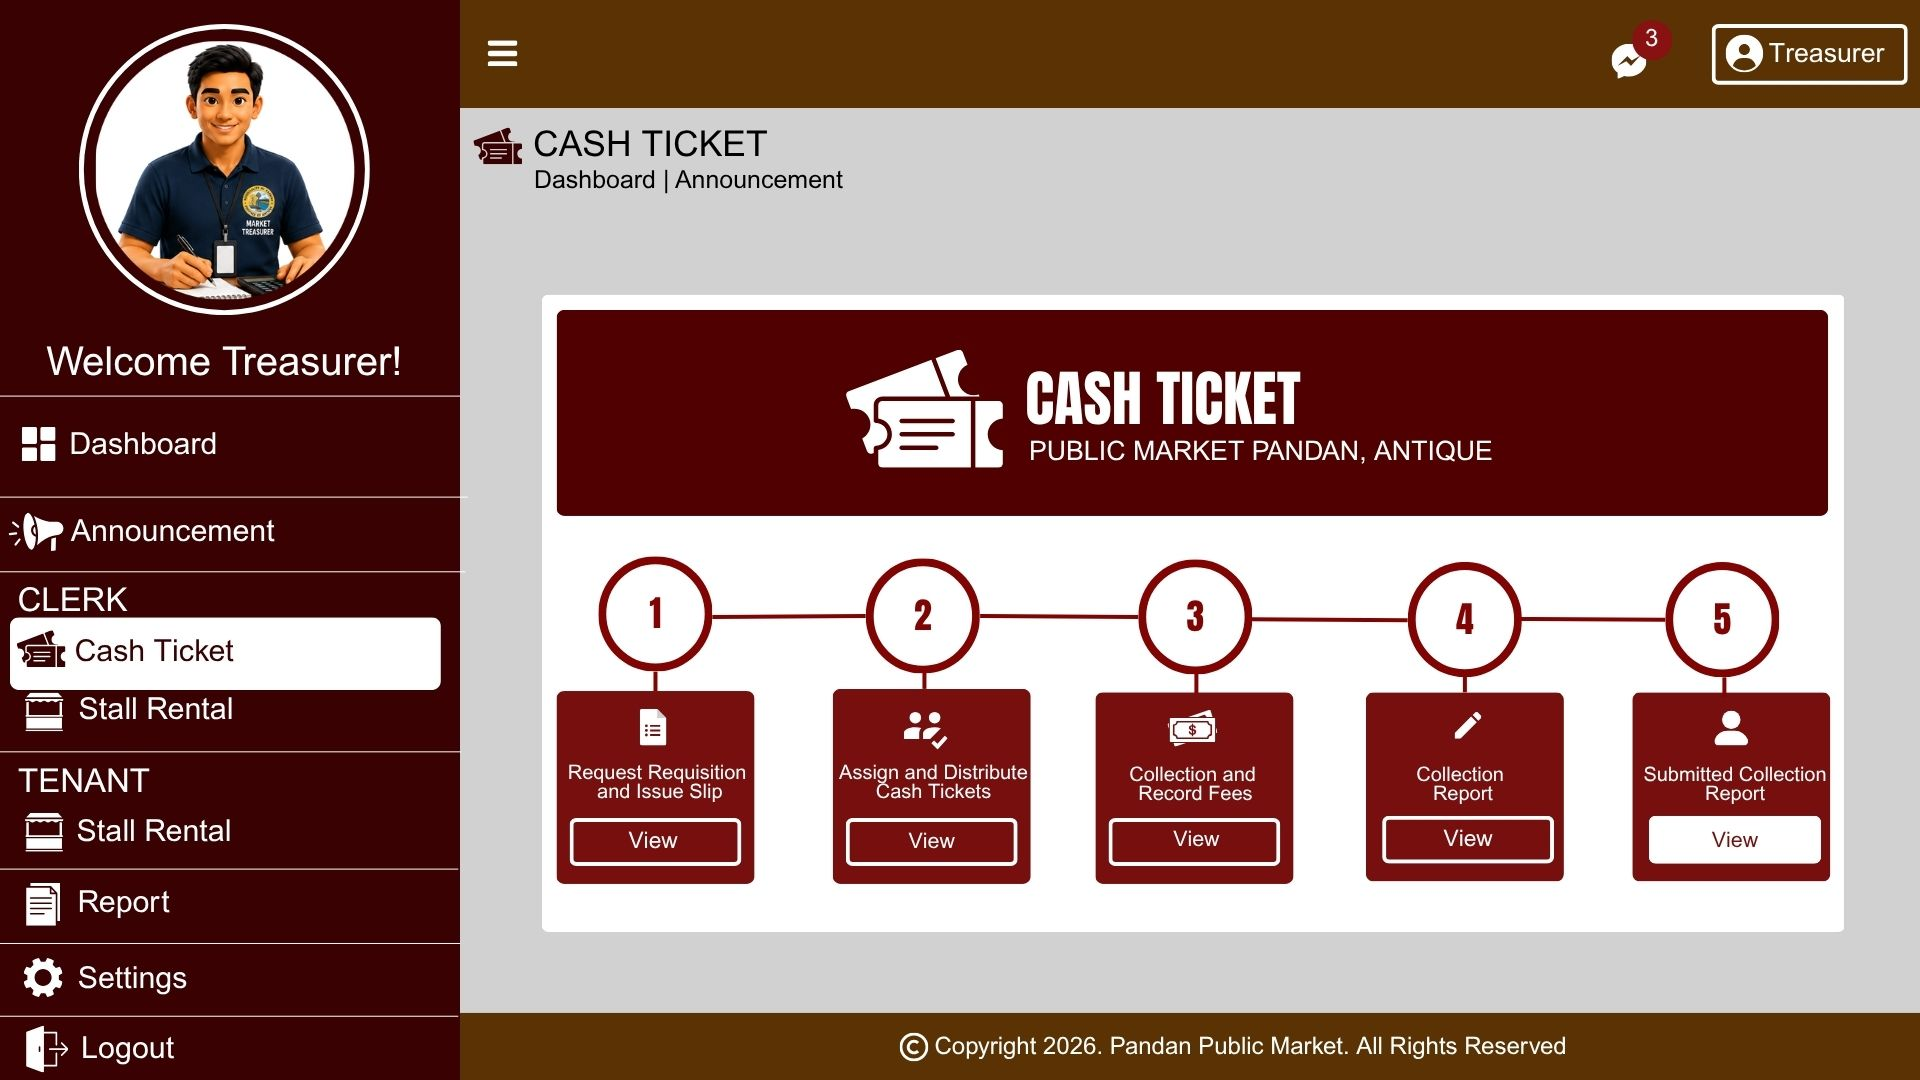 3
Treasurer
CASH TICKET
Dashboard | Announcement
MARKET
TREASURER
Welcome Treasurer!
Dashboard
Announcement
CLERK
Cash Ticket
Stall Rental
TENANT
Stall Rental
Report
Settings
Logout
CASH TICKET
PUBLIC MARKET PANDAN, ANTIQUE
1
2
3
4
5
Request Requisition
and Issue Slip
View
Assign and Distribute
Cash Tickets
View
$
Collection and
Record Fees
View
Collection
Report
View
Submitted Collection
Report
View
© Copyright 2026. Pandan Public Market. All Rights Reserved